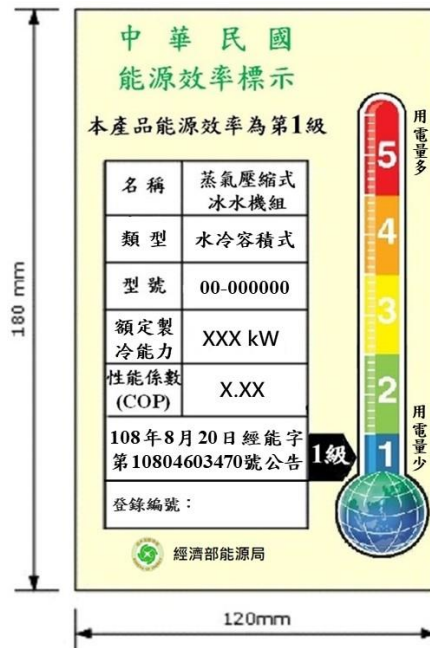 中華民國
能源效率標示
本產品能源效率為第1級
名稱
蒸氣壓縮式
冰水機組
類型
水冷容積式
型號
00-000000
額定製
冷能力
XXX kW
性能係數
(COP)
X.XX
108年8月20日經能字
第10804603470號公告
登錄編號：
經濟部能源局
1級
用電量多
5
4
3
2
1
用電量少
180 mm
120mm